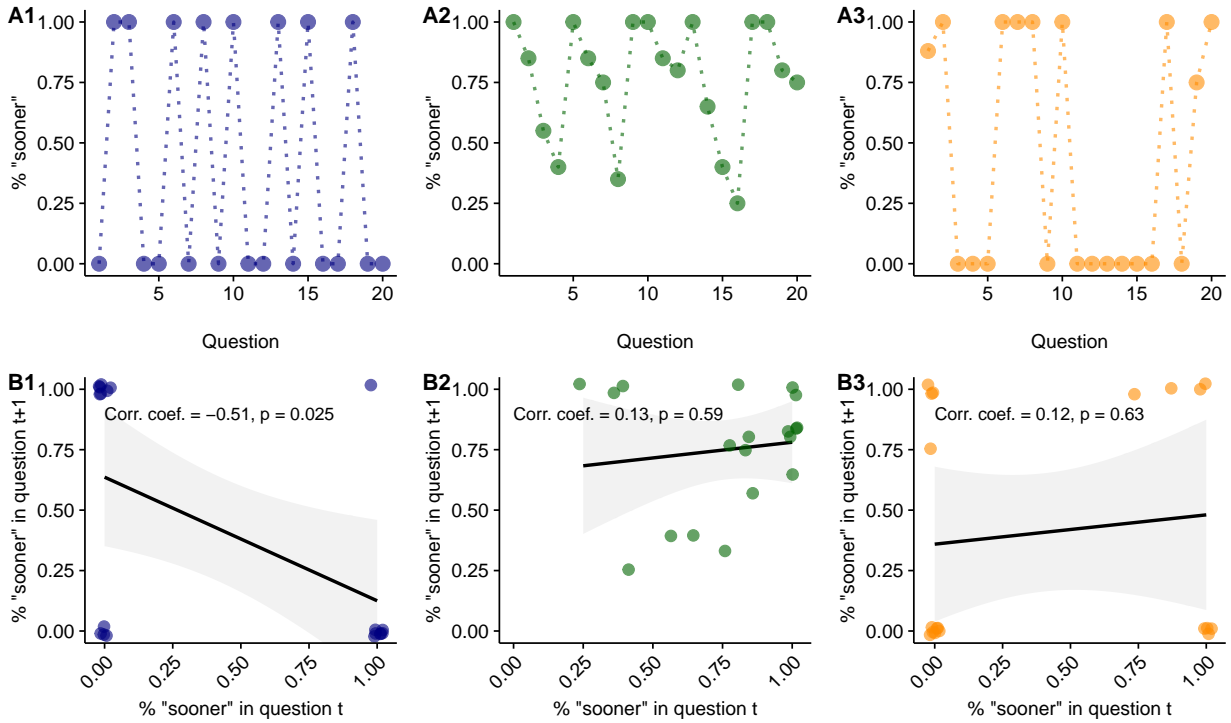 A1
1.00
0.75
0.50
0.25
0.00
% "sooner"
5
10
15
20
Question
A2
1.00
0.75
0.50
0.25
0.00
% "sooner"
5
10
15
20
Question
A3
1.00
0.75
0.50
0.25
0.00
% "sooner"
5
10
15
20
Question
B1
1.00
0.75
0.50
0.25
0.00
% "sooner" in question t+1
Corr. coef. = −0.51, p = 0.025
0.00
0.25
0.50
0.75
1.00
% "sooner" in question t
B2
1.00
0.75
0.50
0.25
0.00
% "sooner" in question t+1
Corr. coef. = 0.13, p = 0.59
0.00
0.25
0.50
0.75
1.00
% "sooner" in question t
B3
1.00
0.75
0.50
0.25
0.00
% "sooner" in question t+1
Corr. coef. = 0.12, p = 0.63
0.00
0.25
0.50
0.75
1.00
% "sooner" in question t